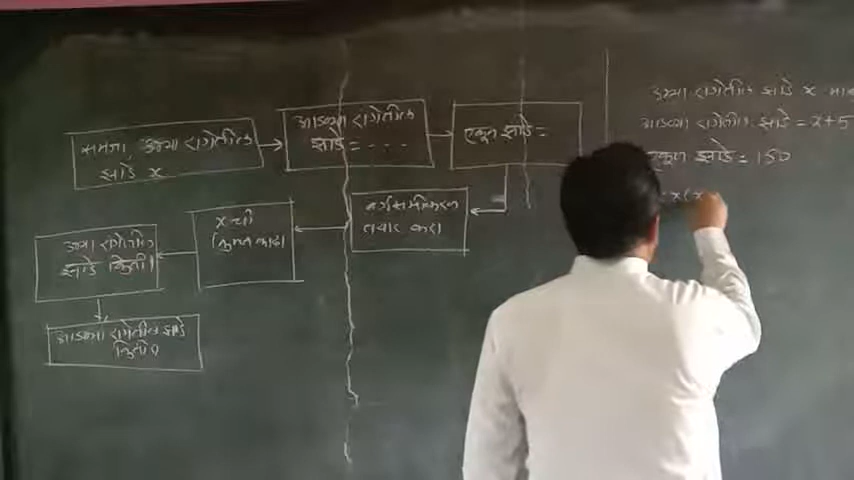 समजा, उभ्या रांगेतील
झाडे x
आडव्या रांगेतील
झाडे = - - -
एकूण झाडे =
वर्गसमीकरण
तयार करा
x ची
किंमत काढा
उभ्या रांगेतील
झाडे किती?
आडव्या रांगेतील झाडे
किती?
उभ्या रांगेतील झाडे x
आडव्या रांगेतील झाडे = x+5
एकूण झाडे = 150
x(x